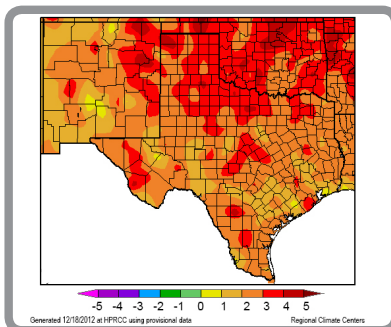 -5 -4 -3 -2 -1 0 1 2 3 4 5
Generated 12/18/2012 at HPRCC using provisional data Regional Climate Centers